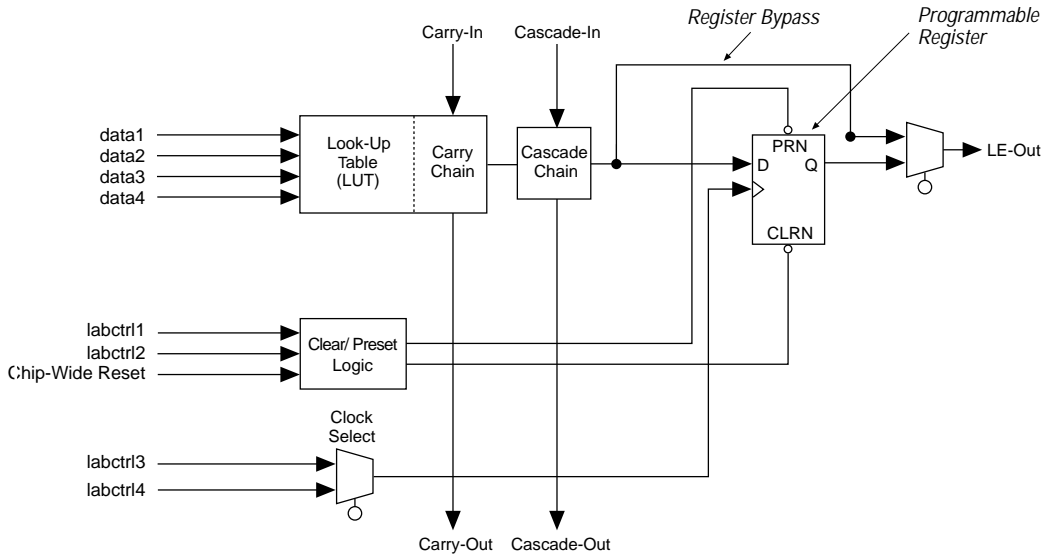 Register Bypass
Programmable
Register
Carry-In
Cascade-In
data1
data2
data3
data4
Look-Up
Table
(LUT)
Carry
Chain
Cascade
Chain
PRN
D
Q
CLRN
LE-Out
labctrl1
labctrl2
Chip-Wide Reset
Clear/ Preset
Logic
Clock
Select
labctrl3
labctrl4
Carry-Out
Cascade-Out